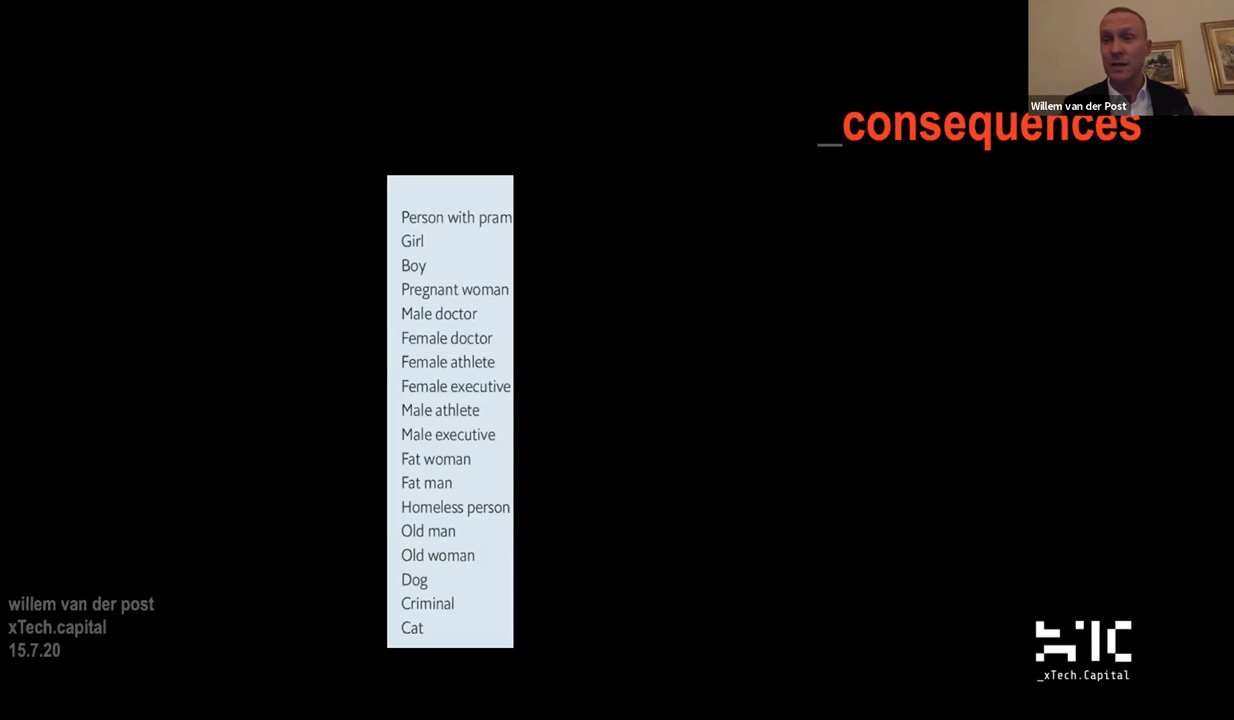 Willem van der Post
_consequences
Person with pram
Girl
Boy
Pregnant woman
Male doctor
Female doctor
Female athlete
Female executive
Male athlete
Male executive
Fat woman
Fat man
Homeless person
Old man
Old woman
Dog
Criminal
Cat
willem van der post
xTech.capital
15.7.20
_xTech.Capital